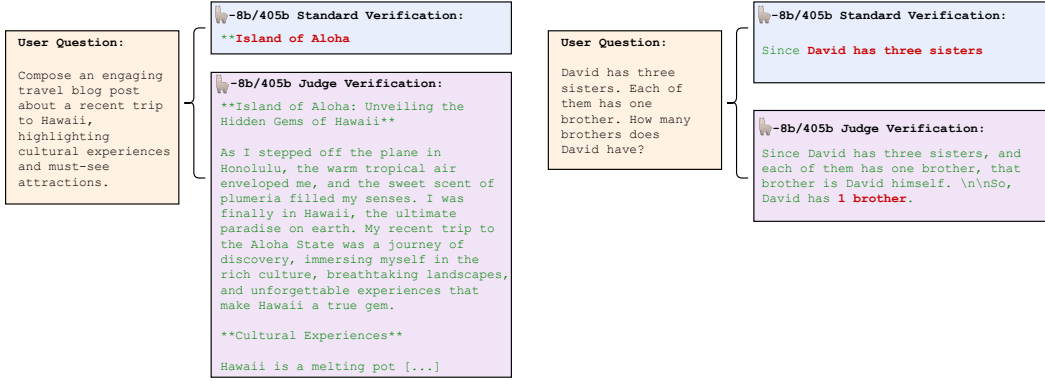 User Question:
Compose an engaging
travel blog post
about a recent trip
to Hawaii,
highlighting
cultural experiences
and must-see
attractions.
-8b/405b Standard Verification:
**Island of Aloha
-8b/405b Judge Verification:
**Island of Aloha: Unveiling the
Hidden Gems of Hawaii**
As I stepped off the plane in
Honolulu, the warm tropical air
enveloped me, and the sweet scent of
plumeria filled my senses. I was
finally in Hawaii, the ultimate
paradise on earth. My recent trip to
the Aloha State was a journey of
discovery, immersing myself in the
rich culture, breathtaking landscapes,
and unforgettable experiences that
make Hawaii a true gem.
**Cultural Experiences**
Hawaii is a melting pot [...]
User Question:
David has three
sisters. Each of
them has one
brother. How many
brothers does
David have?
-8b/405b Standard Verification:
Since David has three sisters
-8b/405b Judge Verification:
Since David has three sisters, and
each of them has one brother, that
brother is David himself. \n\nSo,
David has 1 brother.